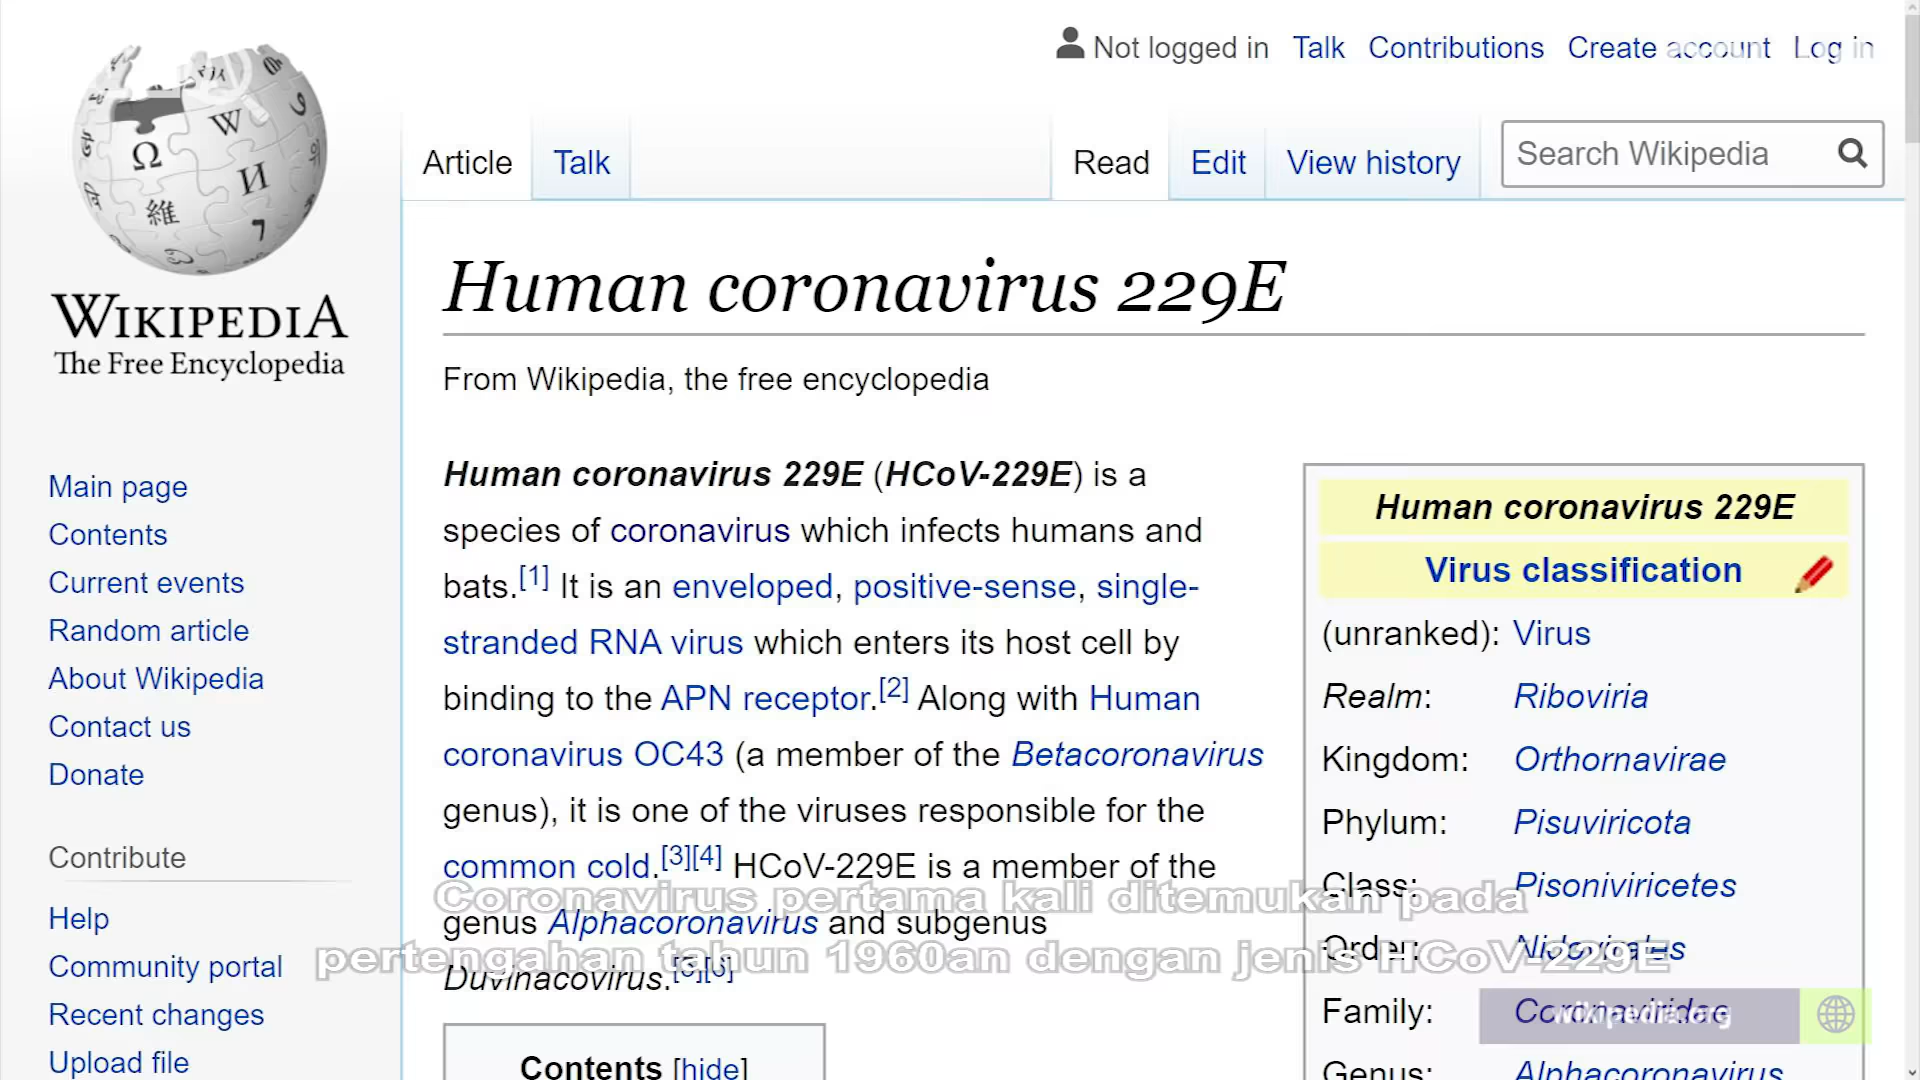 Not logged in Talk Contributions Create account Log in
Article Talk Read Edit View history Search Wikipedia
WIKIPEDIA
The Free Encyclopedia
Main page
Contents
Current events
Random article
About Wikipedia
Contact us
Donate
Contribute
Help
Community portal
Recent changes
Upload file
Human coronavirus 229E
From Wikipedia, the free encyclopedia
Human coronavirus 229E (HCoV-229E) is a
species of coronavirus which infects humans and
bats.[1] It is an enveloped, positive-sense, single-
stranded RNA virus which enters its host cell by
binding to the APN receptor.[2] Along with Human
coronavirus OC43 (a member of the Betacoronavirus
genus), it is one of the viruses responsible for the
common cold.[3][4] HCoV-229E is a member of the
genus Alphacoronavirus and subgenus
Duvinacovirus.[5][6]
Contents [hide]
Human coronavirus 229E
Virus classification
(unranked): Virus
Realm: Riboviria
Kingdom: Orthornavirae
Phylum: Pisuviricota
Class: Pisoniviricetes
Order: Nidovirales
Family: Coronaviridae
Genus: Alphacoronavirus
Coronavirus pertama kali ditemukan pada
pertengahan tahun 1960an dengan jenis HCoV-229E
wikipedia.org